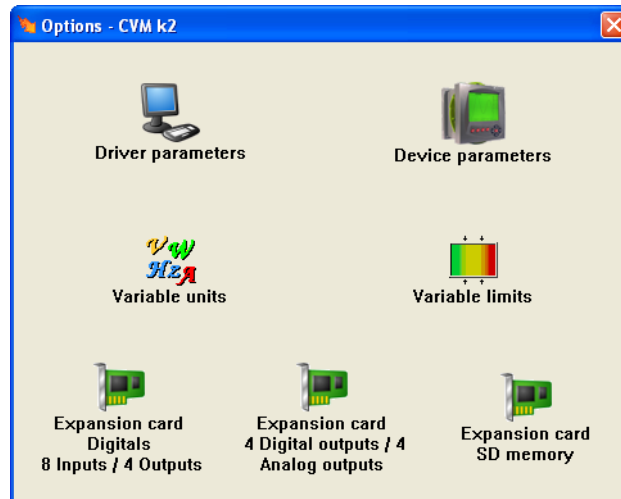 Options - CVM k2
Driver parameters
Device parameters
V W
Hz A
Variable units
Variable limits
Expansion card
Digitals
8 Inputs / 4 Outputs
Expansion card
4 Digital outputs / 4
Analog outputs
Expansion card
SD memory